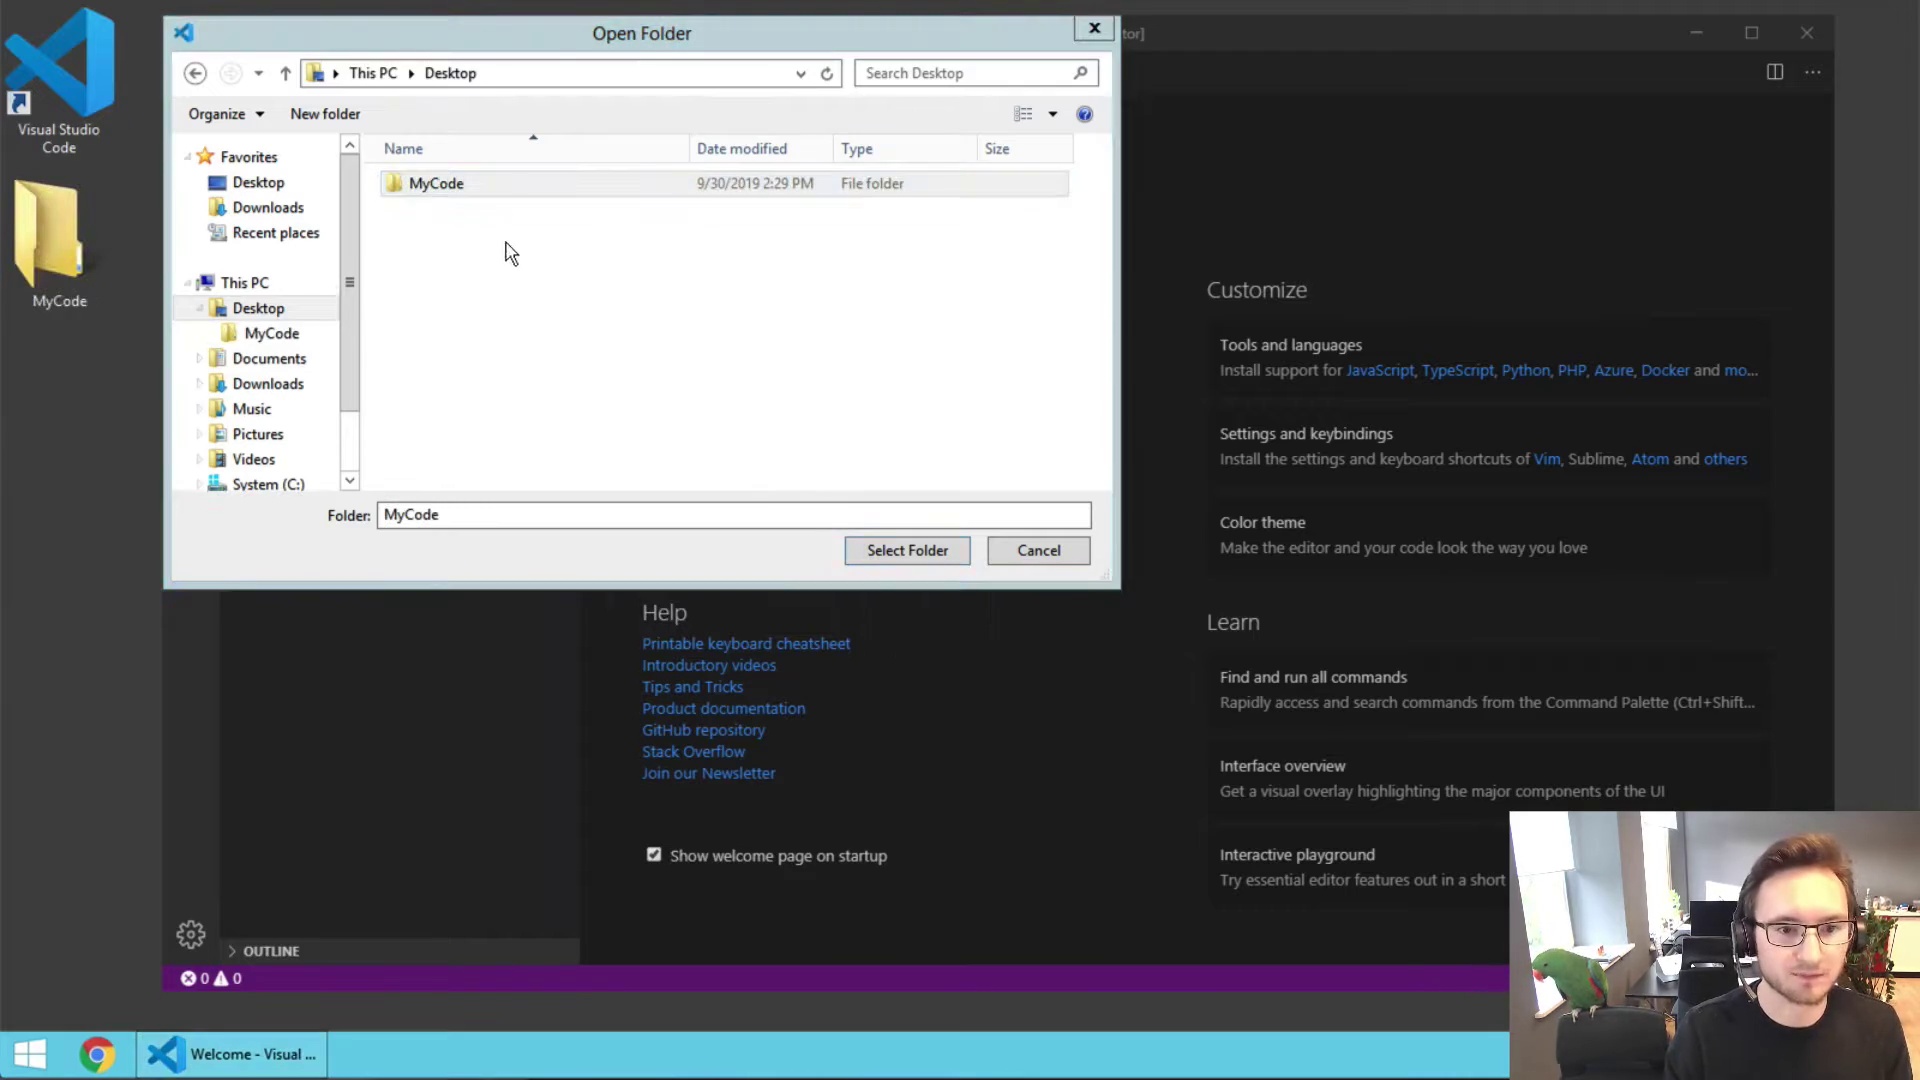 Visual Studio
Code
MyCode
Open Folder
x
This PC
Desktop
Search Desktop
Organize
New folder
Name
Date modified
Type
Size
MyCode
9/30/2019 2:29 PM
File folder
Favorites
Desktop
Downloads
Recent places
This PC
Desktop
MyCode
Documents
Downloads
Music
Pictures
Videos
System (C:)
Folder:
MyCode
Select Folder
Cancel
tor]
Customize
Tools and languages
Install support for JavaScript, TypeScript, Python, PHP, Azure, Docker and mo...
Settings and keybindings
Install the settings and keyboard shortcuts of Vim, Sublime, Atom and others
Color theme
Make the editor and your code look the way you love
Help
Printable keyboard cheatsheet
Introductory videos
Tips and Tricks
Product documentation
GitHub repository
Stack Overflow
Join our Newsletter
Show welcome page on startup
Learn
Find and run all commands
Rapidly access and search commands from the Command Palette (Ctrl+Shift...
Interface overview
Get a visual overlay highlighting the major components of the UI
Interactive playground
Try essential editor features out in a short
OUTLINE
0
0
Welcome - Visual ...